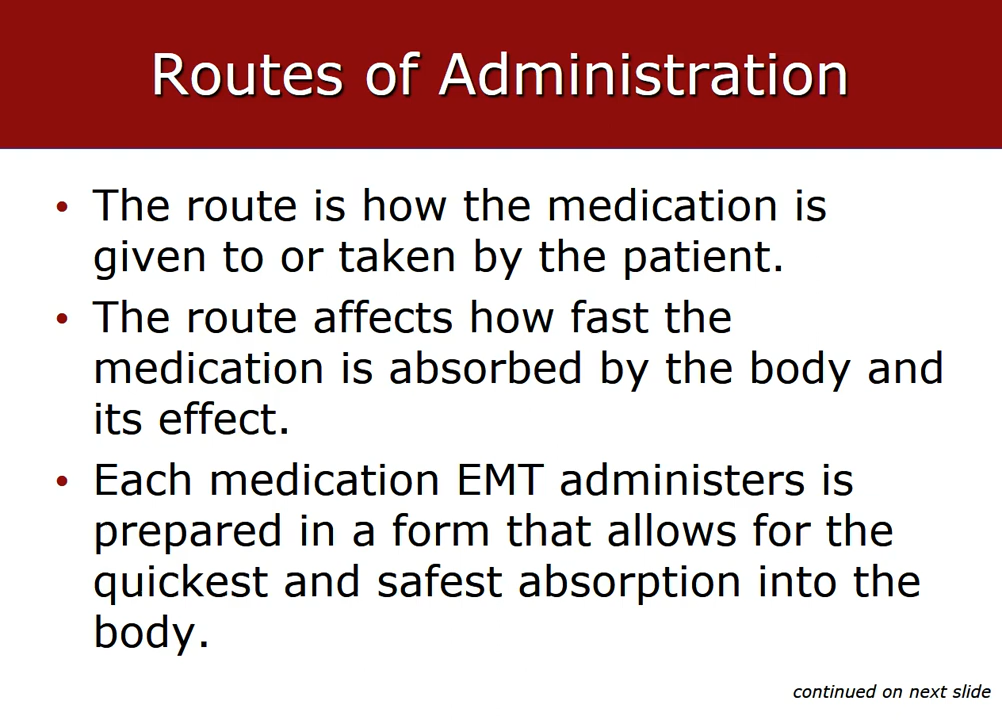 Routes of Administration
• The route is how the medication is
given to or taken by the patient.
• The route affects how fast the
medication is absorbed by the body and
its effect.
• Each medication EMT administers is
prepared in a form that allows for the
quickest and safest absorption into the
body.
continued on next slide